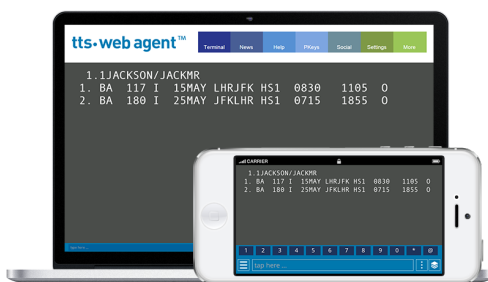 tts•web agent™
Terminal News Help PKeys Social Settings More
1.1JACKSON/JACKMR
1. BA 117 I 15MAY LHRJFK HS1 0830 1105 O
2. BA 180 I 25MAY JFKLHR HS1 0715 1855 O
tap here ...
CARRIER
1.1JACKSON/JACKMR
1. BA 117 I 15MAY LHRJFK HS1 0830 1105 O
2. BA 180 I 25MAY JFKLHR HS1 0715 1855 O
1 2 3 4 5 6 7 8 9 0 * @
tap here ...